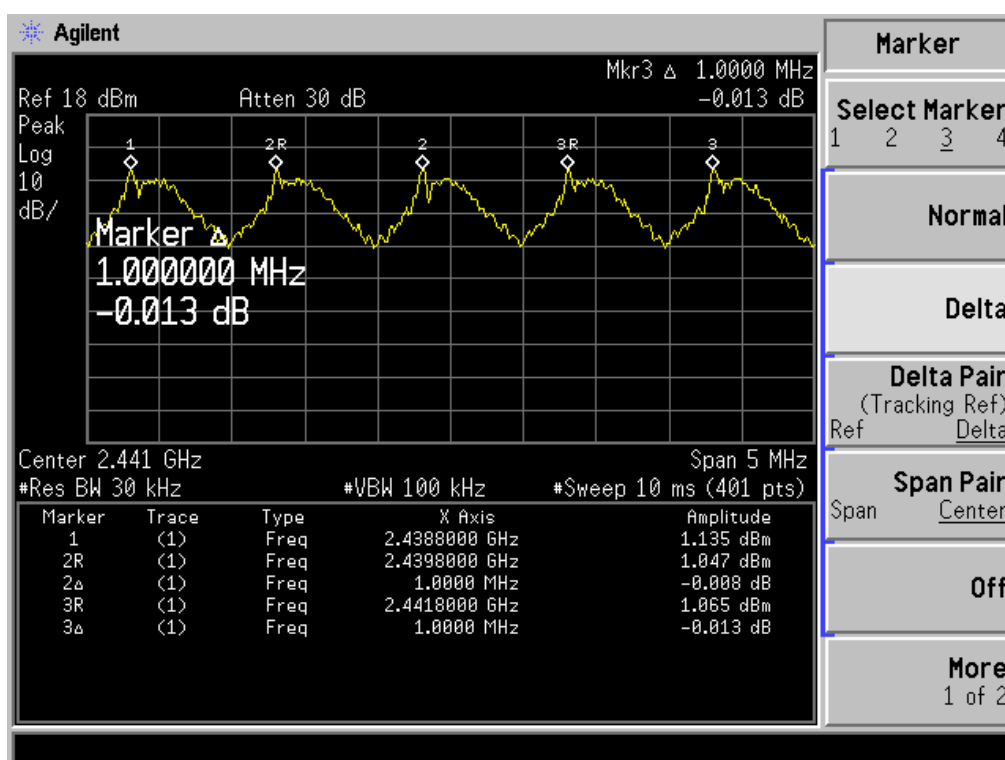 Agilent
Mkr3 Δ 1.0000 MHz
Ref 18 dBm Atten 30 dB -0.013 dB
Peak
Log
10
dB/
1 2R 2 3R 3
Marker Δ
1.000000 MHz
-0.013 dB
Center 2.441 GHz Span 5 MHz
#Res BW 30 kHz #VBW 100 kHz #Sweep 10 ms (401 pts)
Marker Trace Type X Axis Amplitude
1 (1) Freq 2.4388000 GHz 1.135 dBm
2R (1) Freq 2.4398000 GHz 1.047 dBm
2Δ (1) Freq 1.0000 MHz -0.008 dB
3R (1) Freq 2.4418000 GHz 1.065 dBm
3Δ (1) Freq 1.0000 MHz -0.013 dB
Marker
Select Marker
1 2 3 4
Normal
Delta
Delta Pair
(Tracking Ref)
Ref Delta
Span Pair
Span Center
Off
More
1 of 2